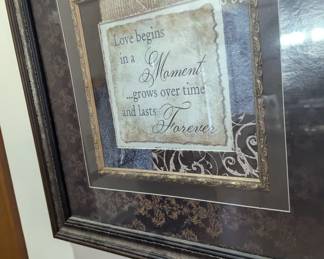 Love begins
in a Moment
...grows over time
and lasts Forever